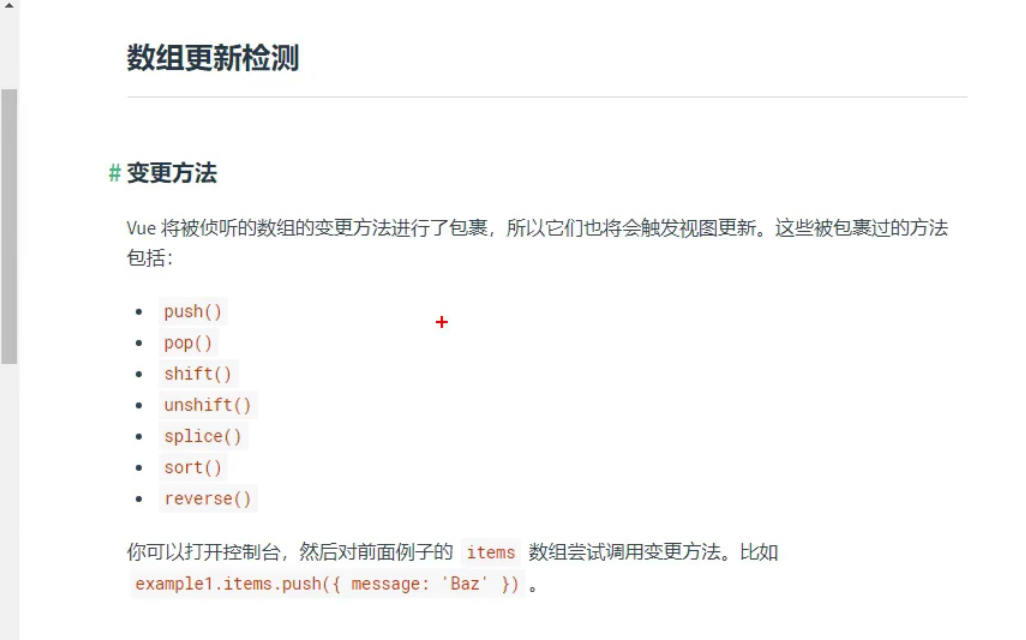 数组更新检测
# 变更方法
Vue 将被侦听的数组的变更方法进行了包裹，所以它们也将会触发视图更新。这些被包裹过的方法
包括：
push()
pop()
shift()
unshift()
splice()
sort()
reverse()
你可以打开控制台，然后对前面例子的 items 数组尝试调用变更方法。比如
example1.items.push({ message: 'Baz' }) 。